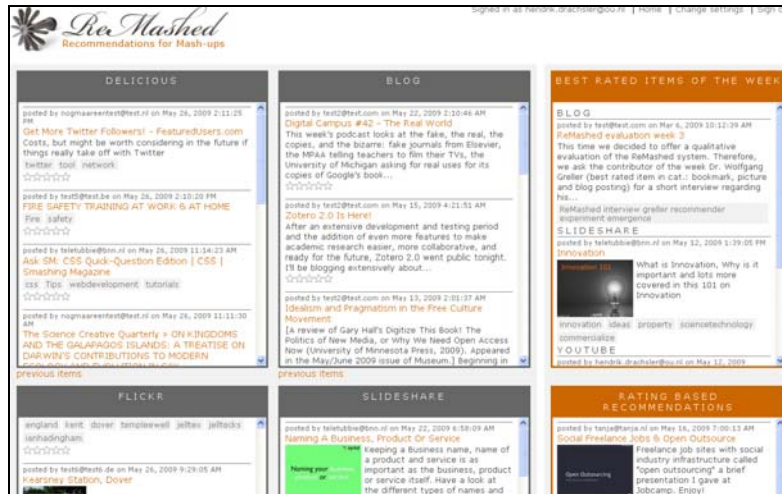 Signed in as hendrik.drachsler@ou.nl | Home | Change settings | Sign
ReMashed
Recommendations for Mash-ups
DELICIOUS
posted by nogmaareentest@test.nl on May 26, 2009 2:11:25
PM
Get More Twitter Followers! - FeaturedUsers.com
Costs, but might be worth considering in the future if
things really take off with Twitter
twitter tool network
posted by test5@test.be on May 26, 2009 2:10:20 PM
FIRE SAFETY TRAINING AT WORK & AT HOME
Fire safety
posted by teletubbie@bnn.nl on May 26, 2009 11:14:23 AM
Ask SM: CSS Quick-Question Edition | CSS |
Smashing Magazine
css Tips webdevelopment tutorials
posted by teletubbie@bnn.nl on May 26, 2009 11:11:30
AM
The Science Creative Quarterly » ON KINGDOMS
AND THE GALAPAGOS ISLANDS: A TREATISE ON
DARWIN'S CONTRIBUTIONS TO MODERN
previous items
BLOG
posted by test2@test.com on May 22, 2009 2:10:46 AM
Digital Campus #42 - The Real World
This week's podcast looks at the fake, the real, the
copies, and the bizarre: fake journals from Elsevier,
the MPAA telling teachers to film their TVs, the
University of Michigan asking for real uses for its
copies of Google's book...
posted by test2@test.com on May 15, 2009 4:21:51 AM
Zotero 2.0 Is Here!
After an extensive development and testing period
and the addition of even more features to make
academic research easier, more collaborative, and
ready for the future, Zotero 2.0 went public tonight.
I'll be blogging extensively about...
posted by test2@test.com on May 13, 2009 2:01:37 AM
Idealism and Pragmatism in the Free Culture
Movement
[A review of Gary Hall's Digitize This Book! The
Politics of New Media, or Why We Need Open Access
Now (University of Minnesota Press, 2009). Appeared
in the May/June 2009 issue of Museum.] Beginning in
previous items
BEST RATED ITEMS OF THE WEEK
BLOG
posted by test@test.com on Mar 6, 2009 10:12:39 AM
ReMashed evaluation week 3
This time we decided to offer a qualitative
evaluation of the ReMashed system. Therefore,
we ask the contributor of the week Dr. Wolfgang
Greller (best rated item in cat.: bookmark, picture
and blog posting) for a short interview regarding
his...
ReMashed interview greller recommender
experiment emergence
SLIDESHARE
posted by teletubbie@bnn.nl on May 12, 2009 1:39:05 PM
Innovation
Innovation 101
What is Innovation, Why is it
important and lots more
covered in this 101 on
Innovation
innovation ideas property sciencetechnology
commercialize
YOUTUBE
posted by hendrik.drachsler@ou.nl on May 12, 2009
FLICKR
england kent dover templeewell jelltex jelltecks
ianhadingham
posted by test6@test6.de on May 26, 2009 9:29:05 AM
Kearsney Station, Dover
SLIDESHARE
posted by teletubbie@bnn.nl on May 22, 2009 6:58:09 AM
Naming A Business, Product Or Service
Keeping a Business name, name of
a product and service is as
important as the business, product
or service itself. Have a look at
the different types of names and
RATING BASED
RECOMMENDATIONS
posted by tanja@tanja.nl on May 16, 2009 7:00:13 AM
Social Freelance Jobs & Open Outsource
Open Outsourcing
Freelance job sites with social
industry infrastructure called
"open outsourcing" a brief
presentation I gave at
Jobcamp. Enjoy!